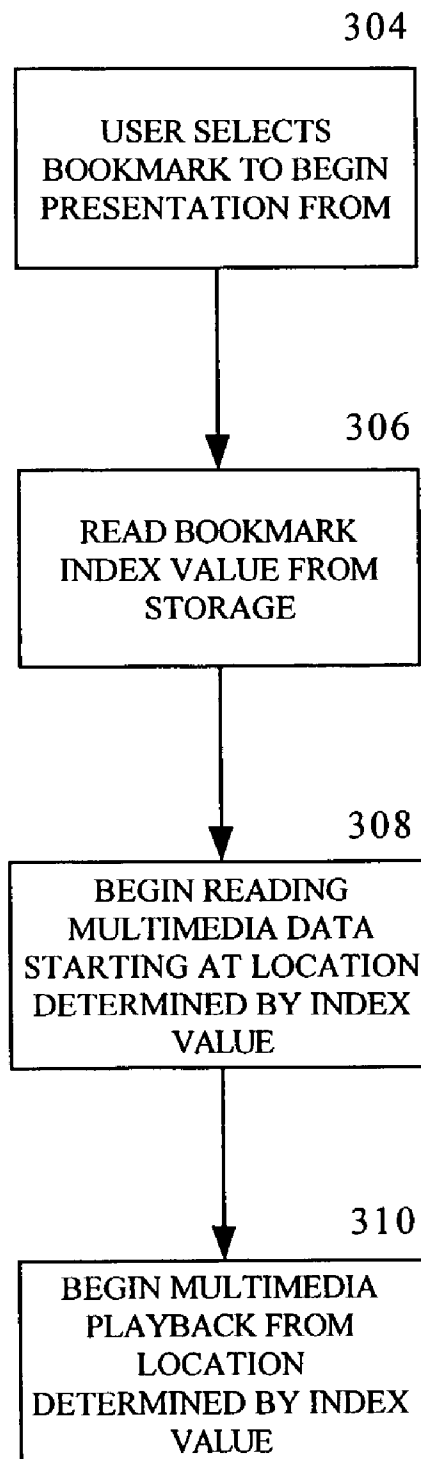 304
USER SELECTS
BOOKMARK TO BEGIN
PRESENTATION FROM
306
READ BOOKMARK
INDEX VALUE FROM
STORAGE
308
BEGIN READING
MULTIMEDIA DATA
STARTING AT LOCATION
DETERMINED BY INDEX
VALUE
310
BEGIN MULTIMEDIA
PLAYBACK FROM
LOCATION
DETERMINED BY INDEX
VALUE